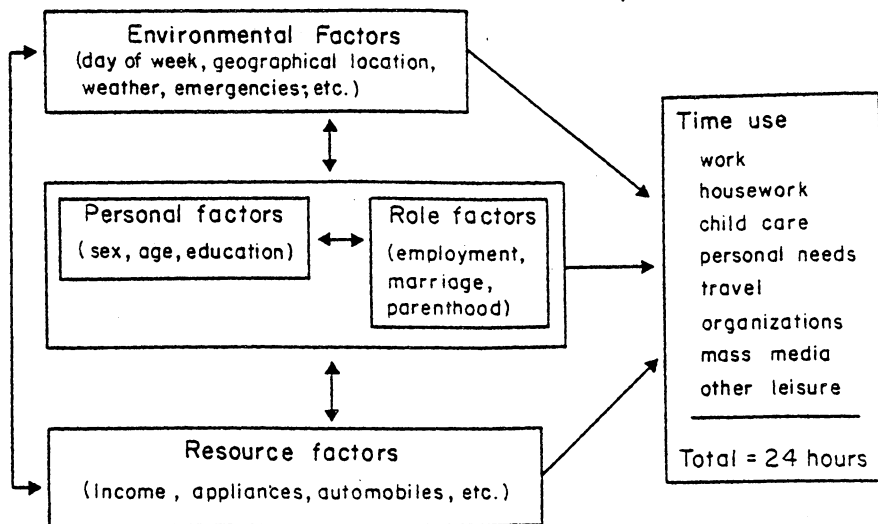 Environmental Factors
(day of week, geographical location,
weather, emergencies, etc.)
Personal factors
(sex, age, education)
Role factors
(employment,
marriage,
parenthood)
Resource factors
(Income, appliances, automobiles, etc.)
Time use
work
housework
child care
personal needs
travel
organizations
mass media
other leisure
Total = 24 hours